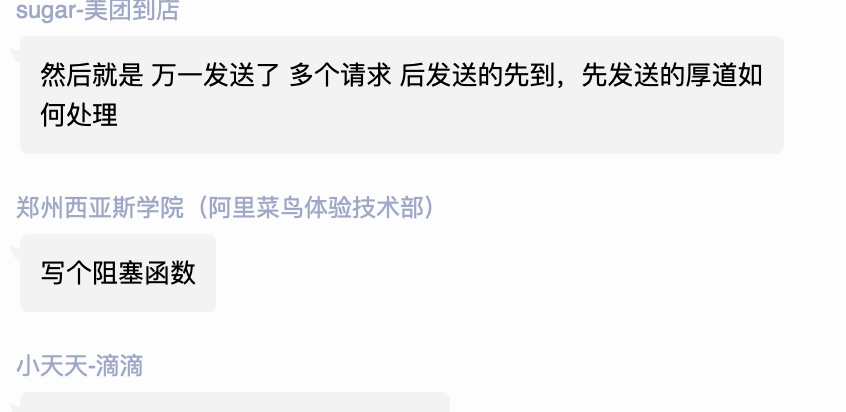 sugar-美团到店
然后就是 万一发送了 多个请求 后发送的先到，先发送的厚道如
何处理
郑州西亚斯学院（阿里菜鸟体验技术部）
写个阻塞函数
小天天-滴滴